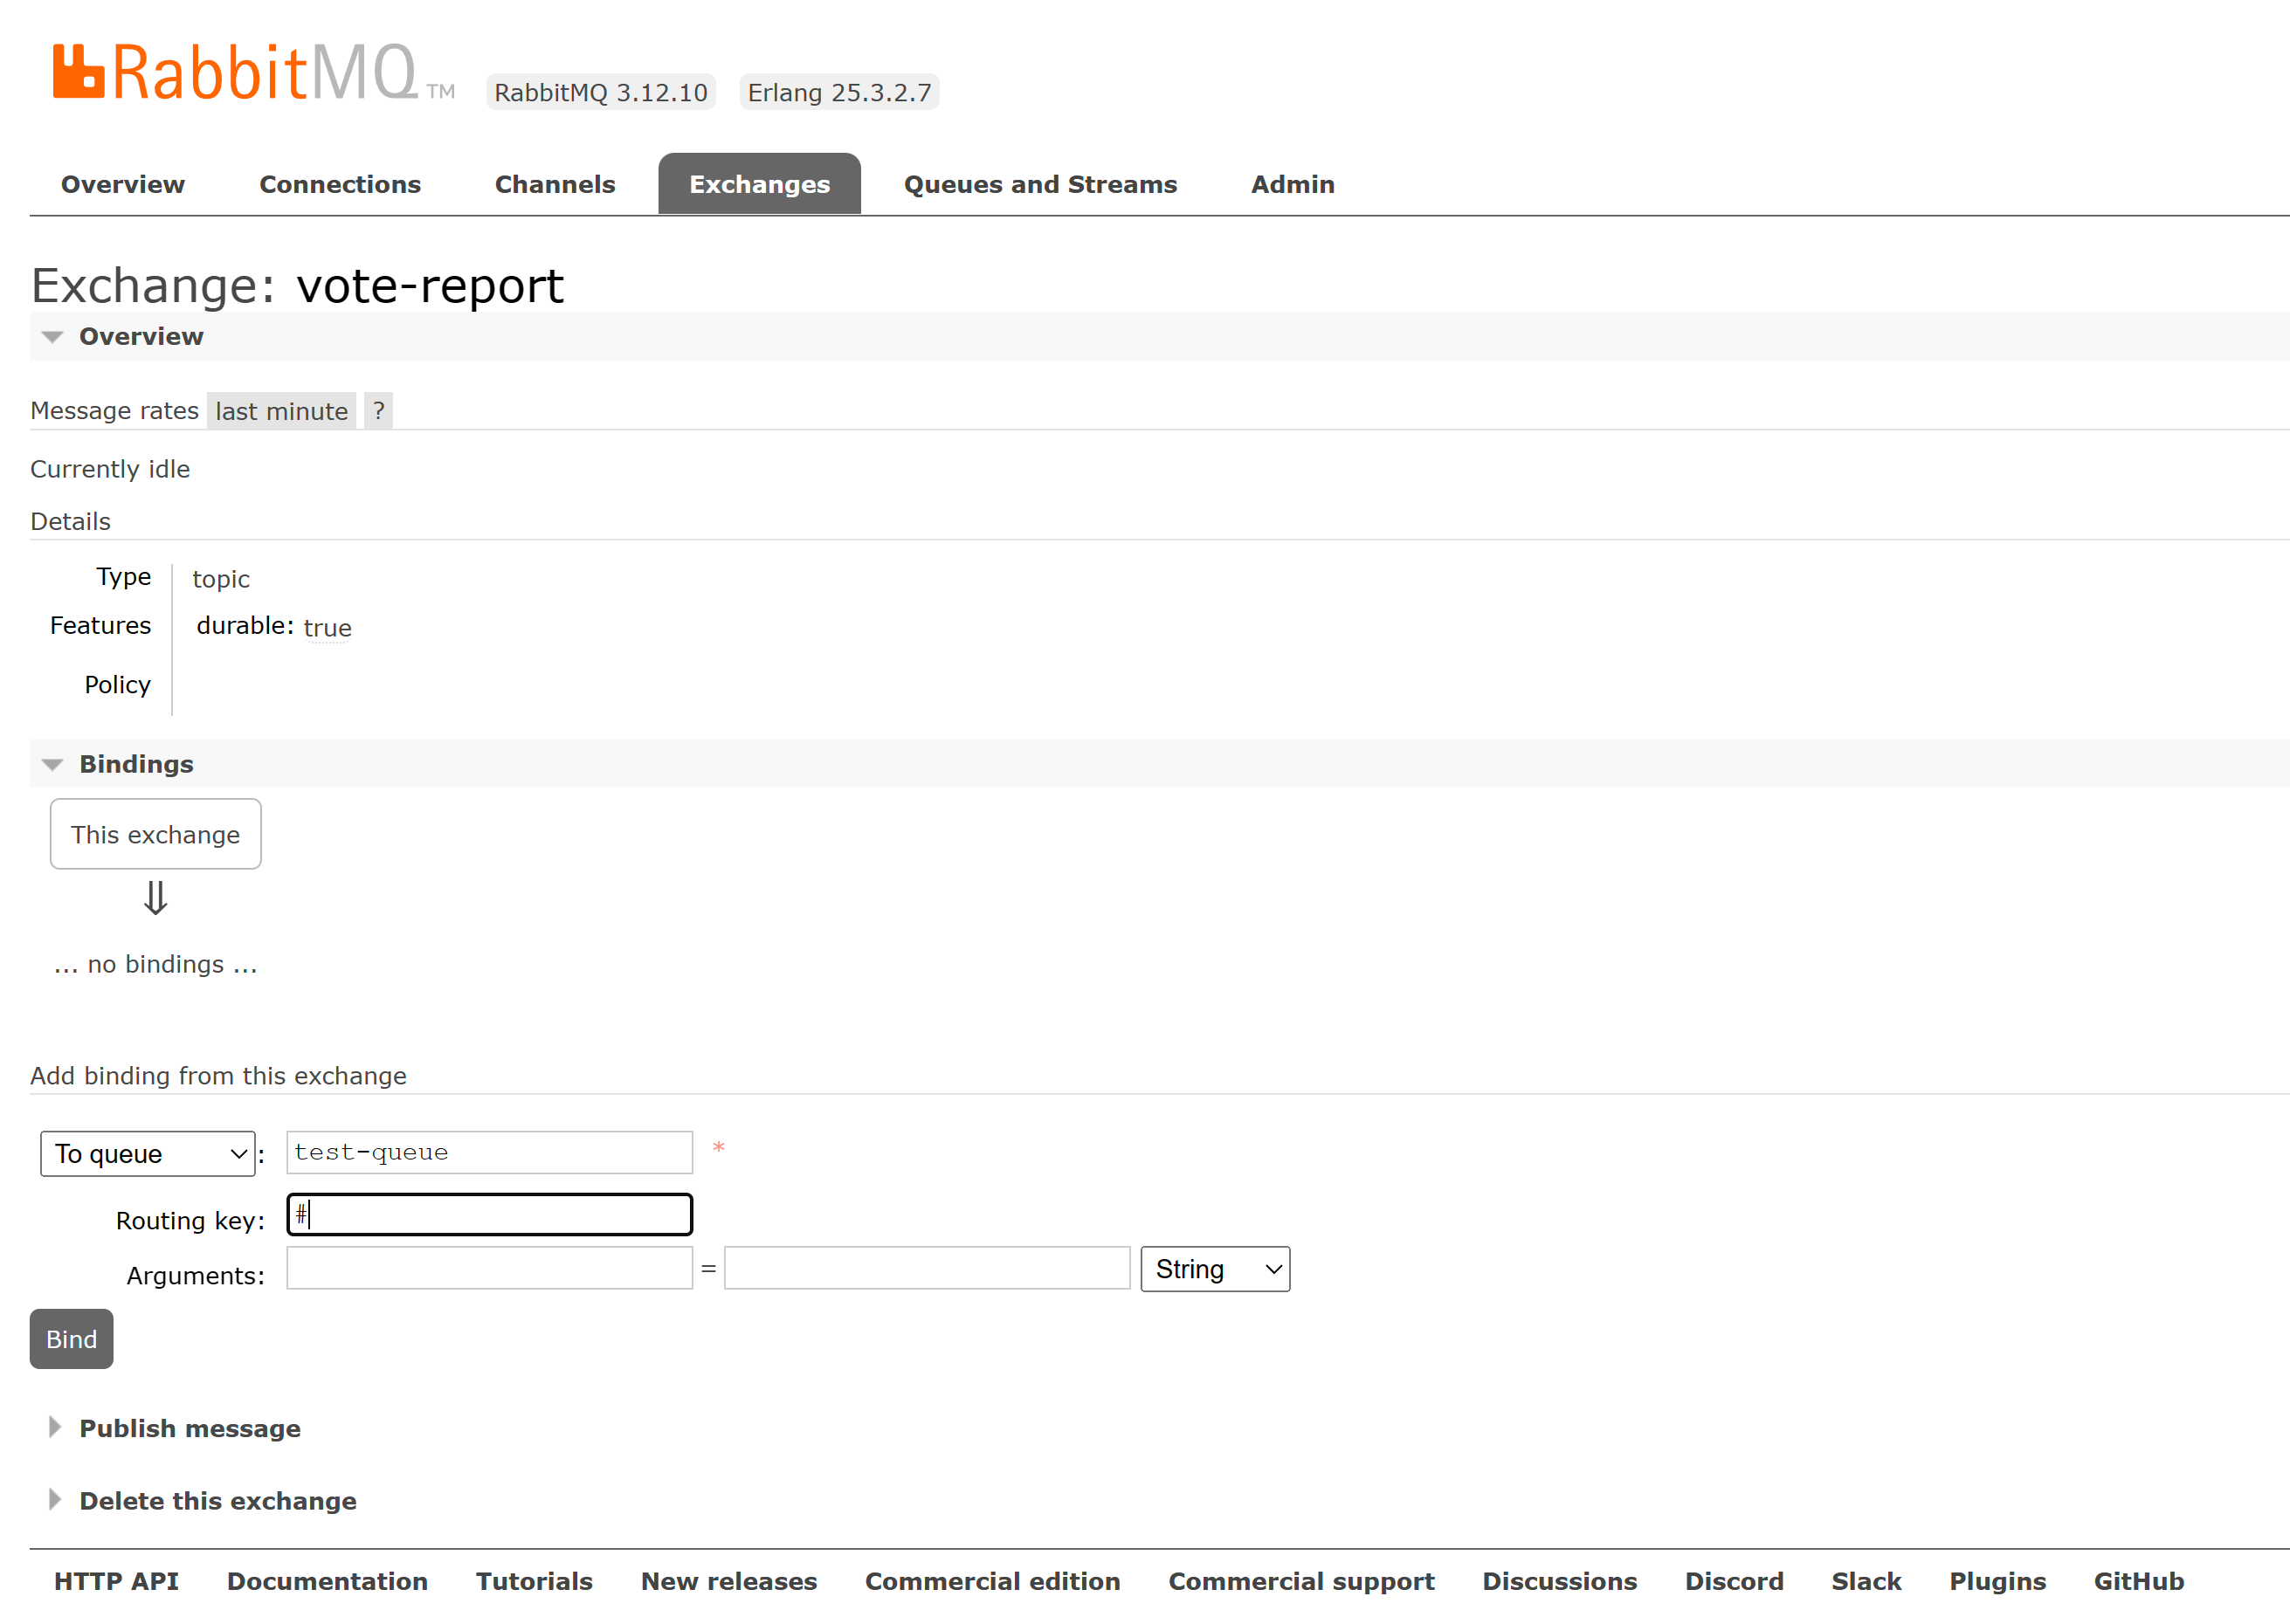 RabbitMQ TM RabbitMQ 3.12.10 Erlang 25.3.2.7
Overview Connections Channels Exchanges Queues and Streams Admin
Exchange: vote-report
Overview
Message rates last minute ?
Currently idle
Details
Type topic
Features durable: true
Policy
Bindings
This exchange
⇓
... no bindings ...
Add binding from this exchange
To queue : test-queue *
Routing key: #
Arguments: = String
Bind
Publish message
Delete this exchange
HTTP API Documentation Tutorials New releases Commercial edition Commercial support Discussions Discord Slack Plugins GitHub